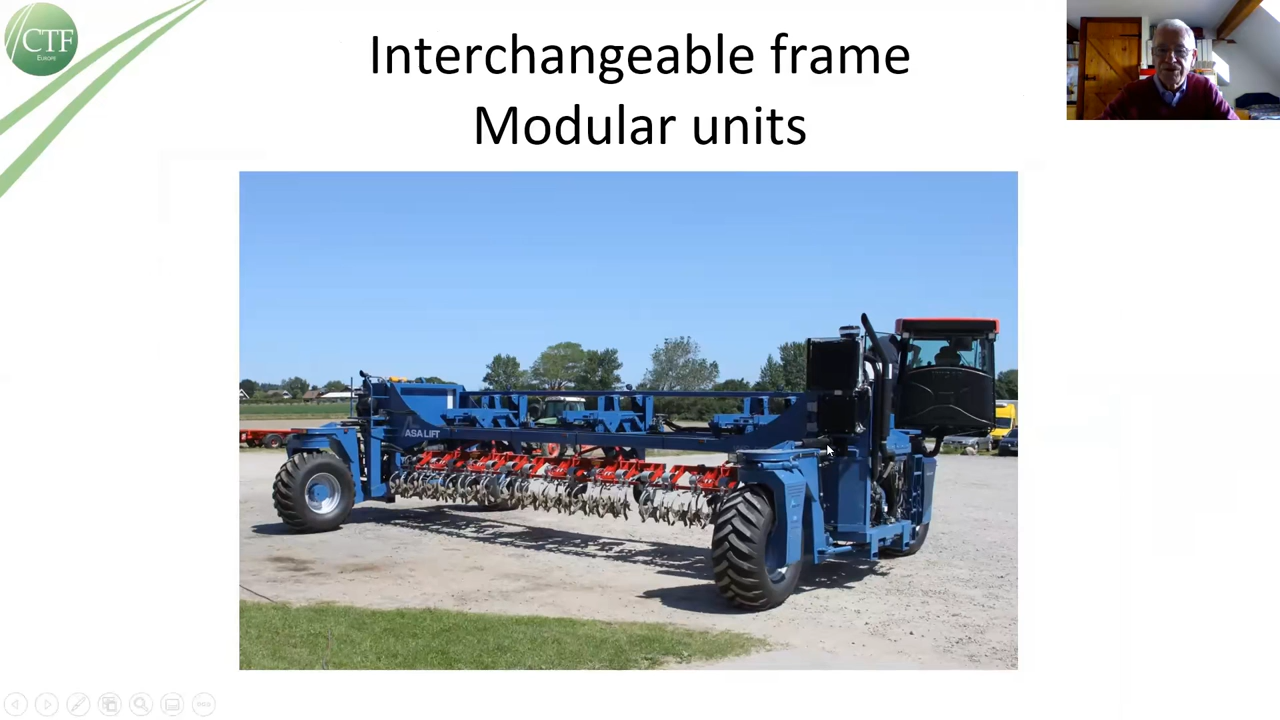 CTF
EUROPE
Interchangeable frame
Modular units
ASA LIFT